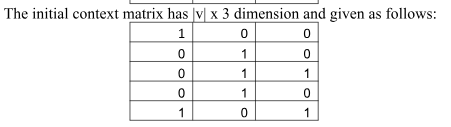 The initial context matrix has |v| x 3 dimension and given as follows:
1 0 0
0 1 0
0 1 1
0 1 0
1 0 1